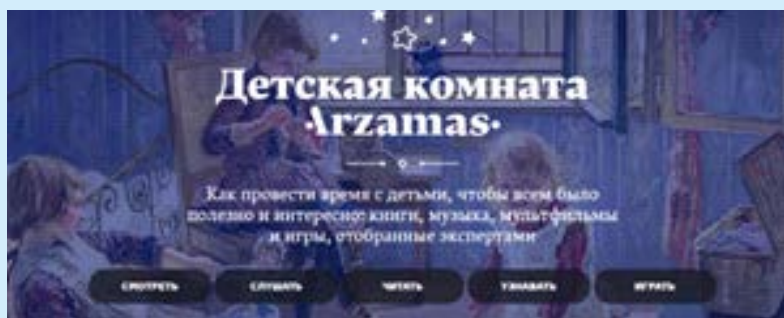 Детская комната
Arzamas
Как провести время с детьми, чтобы всем было
полезно и интересно: книги, музыка, мультфильмы
и игры, отобранные экспертами
СМОТРЕТЬ
СЛУШАТЬ
ЧИТАТЬ
УЗНАВАТЬ
ИГРАТЬ